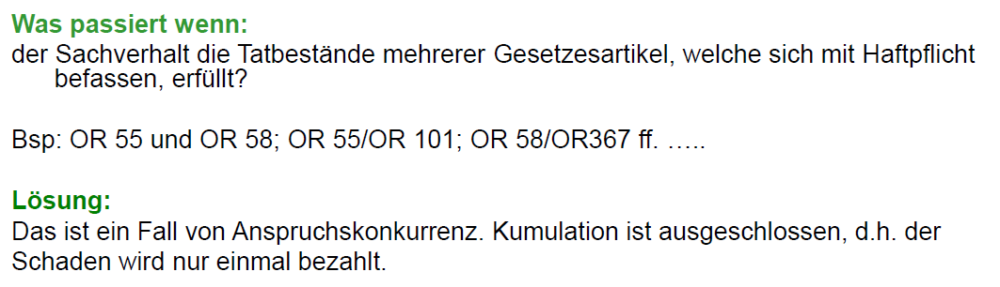 Was passiert wenn:
der Sachverhalt die Tatbestände mehrerer Gesetzesartikel, welche sich mit Haftpflicht
befassen, erfüllt?
Bsp: OR 55 und OR 58; OR 55/OR 101; OR 58/OR367 ff. …..
Lösung:
Das ist ein Fall von Anspruchskonkurrenz. Kumulation ist ausgeschlossen, d.h. der
Schaden wird nur einmal bezahlt.